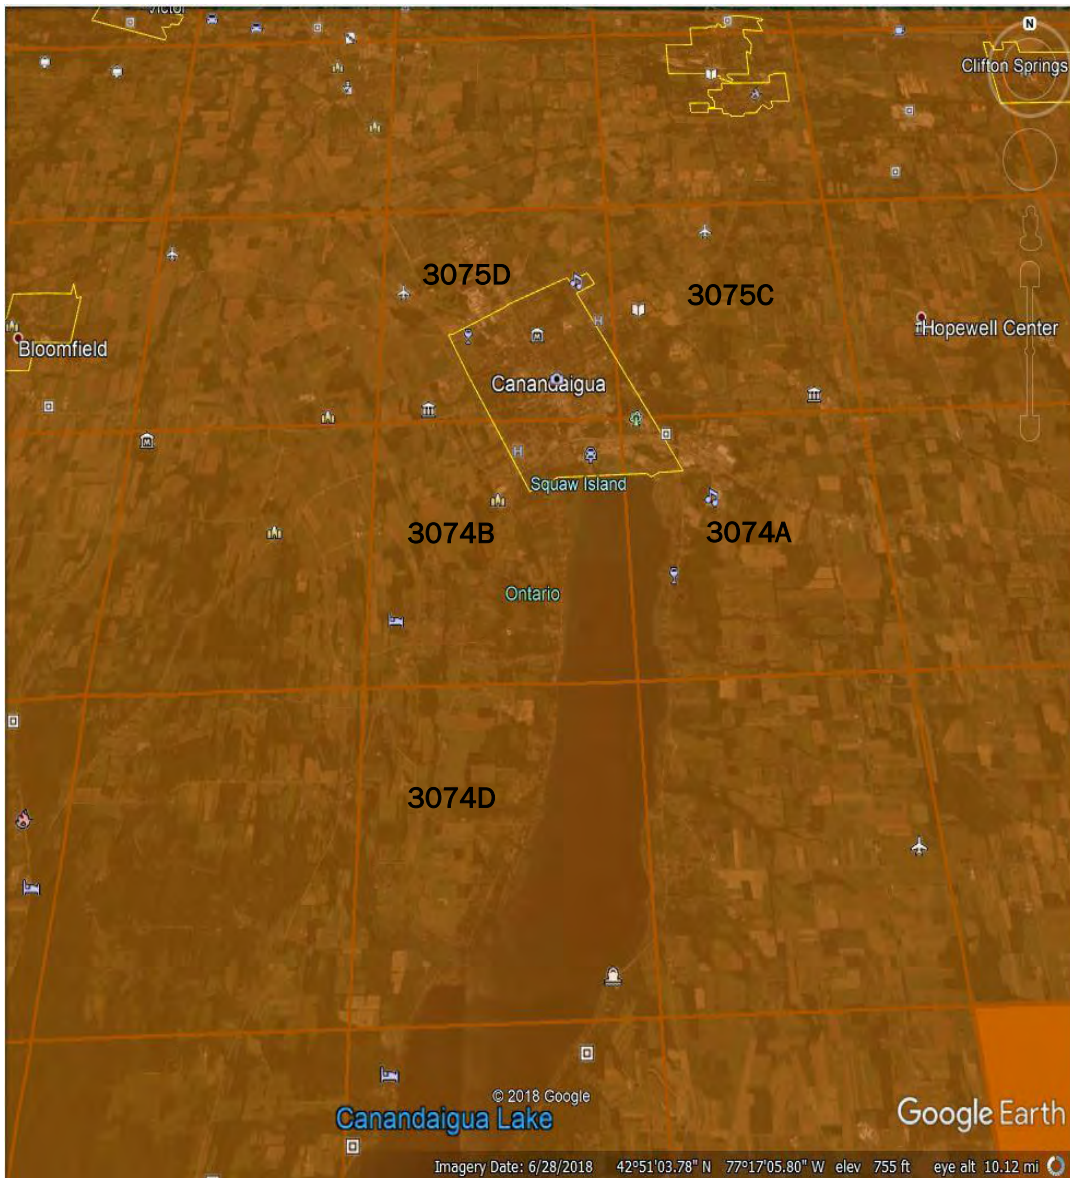 Victor
N
Clifton Springs
3075D
3075C
Hopewell Center
Bloomfield
H
M
Canandaigua
M
H
Squaw Island
3074B
3074A
Ontario
3074D
© 2018 Google
Canandaigua Lake
Google Earth
Imagery Date: 6/28/2018 42°51'03.78" N 77°17'05.80" W elev 755 ft eye alt 10.12 mi